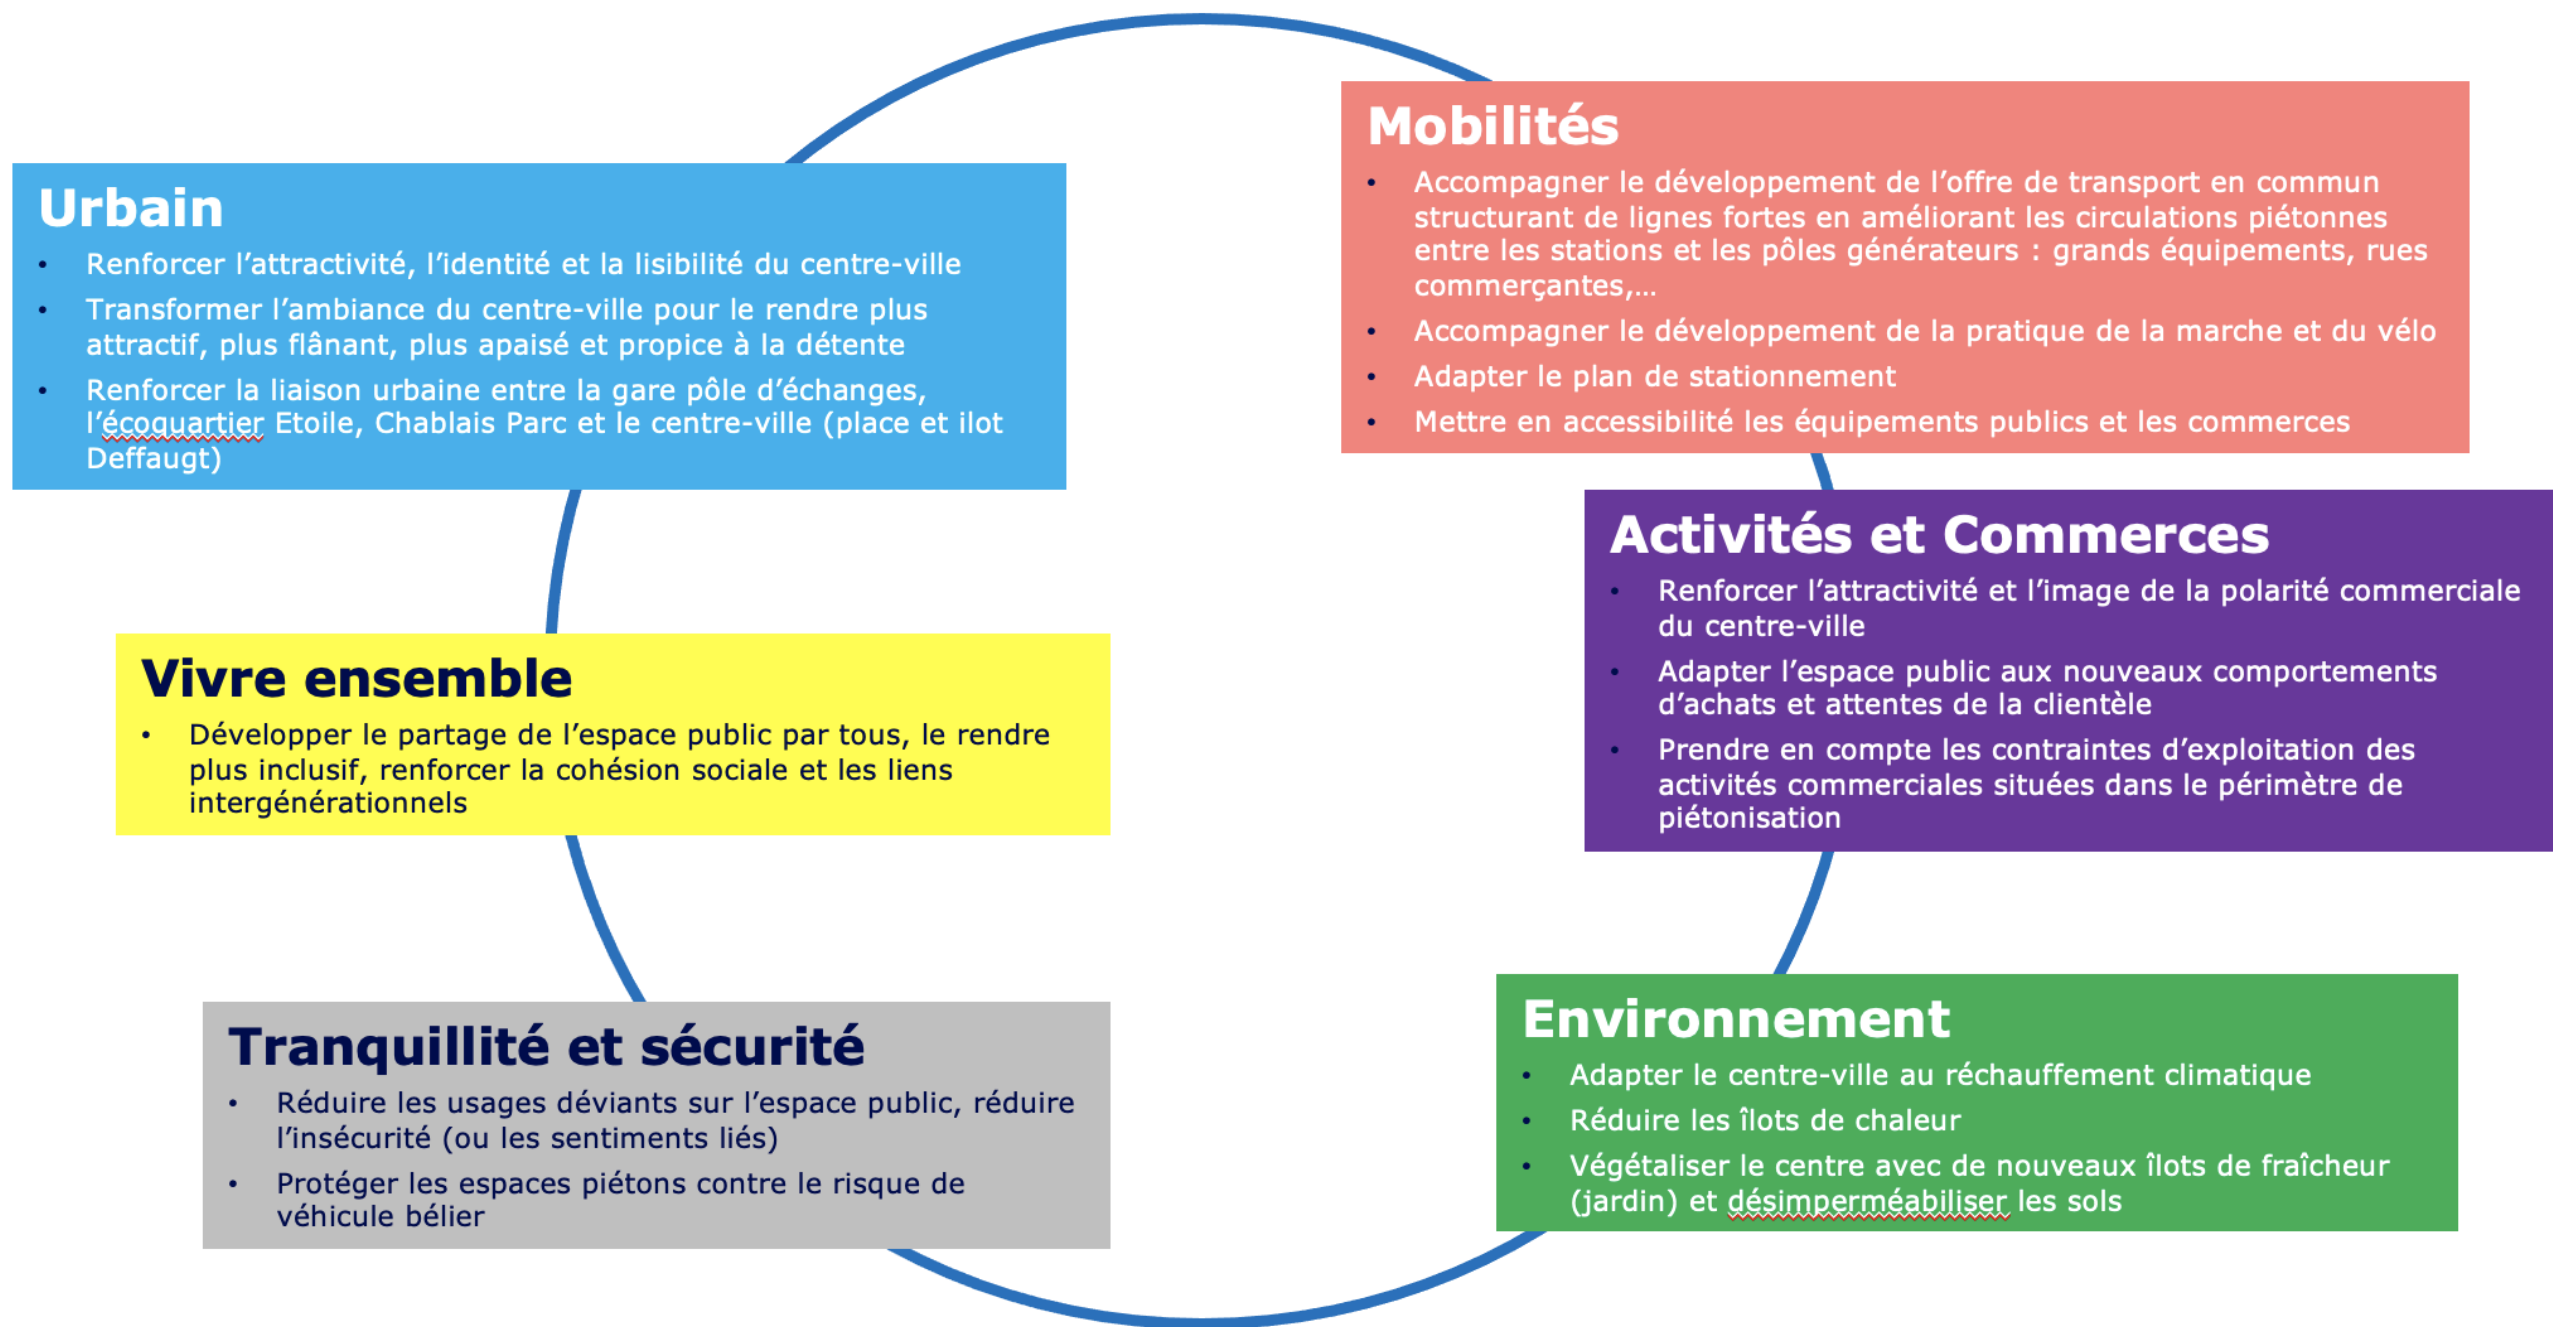 Urbain
• Renforcer l’attractivité, l’identité et la lisibilité du centre-ville
• Transformer l’ambiance du centre-ville pour le rendre plus
attractif, plus flânant, plus apaisé et propice à la détente
• Renforcer la liaison urbaine entre la gare pôle d’échanges,
l’écoquartier Etoile, Chablais Parc et le centre-ville (place et ilot
Deffaugt)
Mobilités
• Accompagner le développement de l’offre de transport en commun
structurant de lignes fortes en améliorant les circulations piétonnes
entre les stations et les pôles générateurs : grands équipements, rues
commerçantes,…
• Accompagner le développement de la pratique de la marche et du vélo
• Adapter le plan de stationnement
• Mettre en accessibilité les équipements publics et les commerces
Activités et Commerces
• Renforcer l’attractivité et l’image de la polarité commerciale
du centre-ville
• Adapter l’espace public aux nouveaux comportements
d’achats et attentes de la clientèle
• Prendre en compte les contraintes d’exploitation des
activités commerciales situées dans le périmètre de
piétonisation
Vivre ensemble
• Développer le partage de l’espace public par tous, le rendre
plus inclusif, renforcer la cohésion sociale et les liens
intergénérationnels
Tranquillité et sécurité
• Réduire les usages déviants sur l’espace public, réduire
l’insécurité (ou les sentiments liés)
• Protéger les espaces piétons contre le risque de
véhicule bélier
Environnement
• Adapter le centre-ville au réchauffement climatique
• Réduire les îlots de chaleur
• Végétaliser le centre avec de nouveaux îlots de fraîcheur
(jardin) et désimperméabiliser les sols